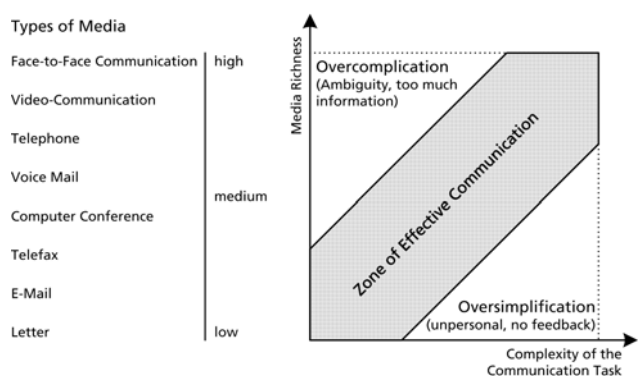 Types of Media
Face-to-Face Communication
high
Video-Communication
Telephone
Voice Mail
medium
Computer Conference
Telefax
E-Mail
Letter
low
Media Richness
Overcomplication
(Ambiguity, too much
information)
Zone of Effective Communication
Oversimplification
(unpersonal, no feedback)
Complexity of the
Communication Task